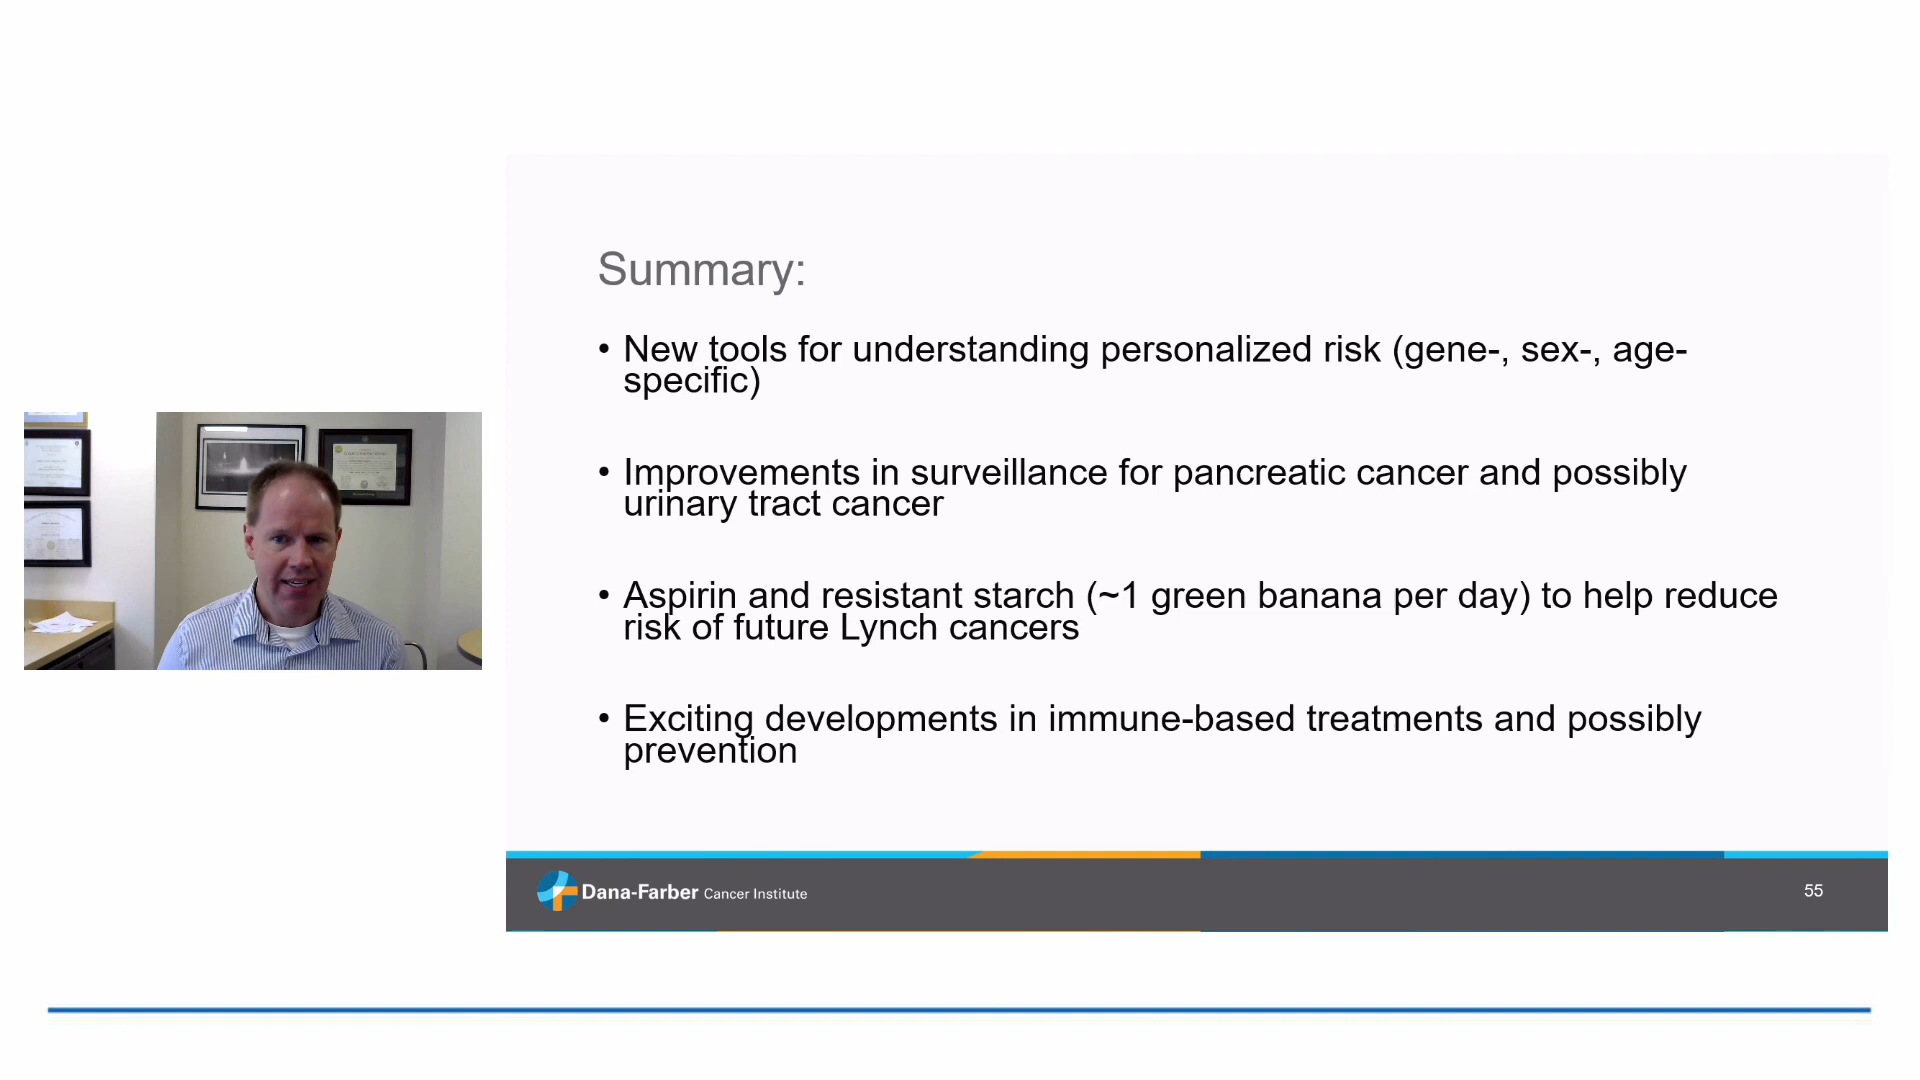 Summary:
• New tools for understanding personalized risk (gene-, sex-, age-
specific)
• Improvements in surveillance for pancreatic cancer and possibly
urinary tract cancer
• Aspirin and resistant starch (~1 green banana per day) to help reduce
risk of future Lynch cancers
• Exciting developments in immune-based treatments and possibly
prevention
Dana-Farber Cancer Institute
55